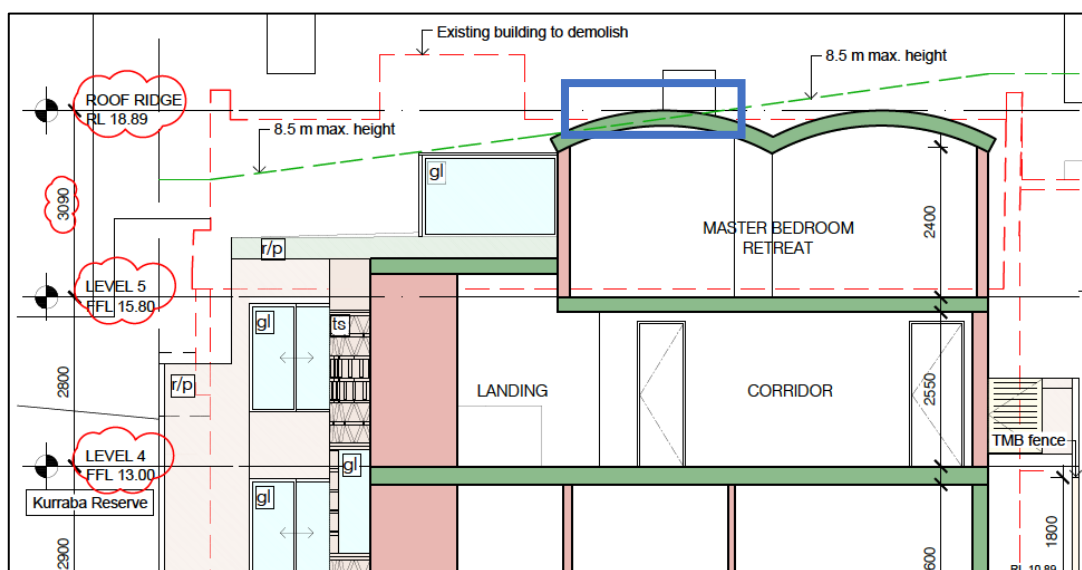 Existing building to demolish
8.5 m max. height
ROOF RIDGE
RL 18.89
8.5 m max. height
gl
3090
MASTER BEDROOM
RETREAT
2400
r/p
LEVEL 5
FFL 15.80
gl
ts
r/p
2800
LANDING
CORRIDOR
2550
TMB fence
LEVEL 4
FFL 13.00
gl
gl
Kurraba Reserve
2900
600
1800
RL 10.89